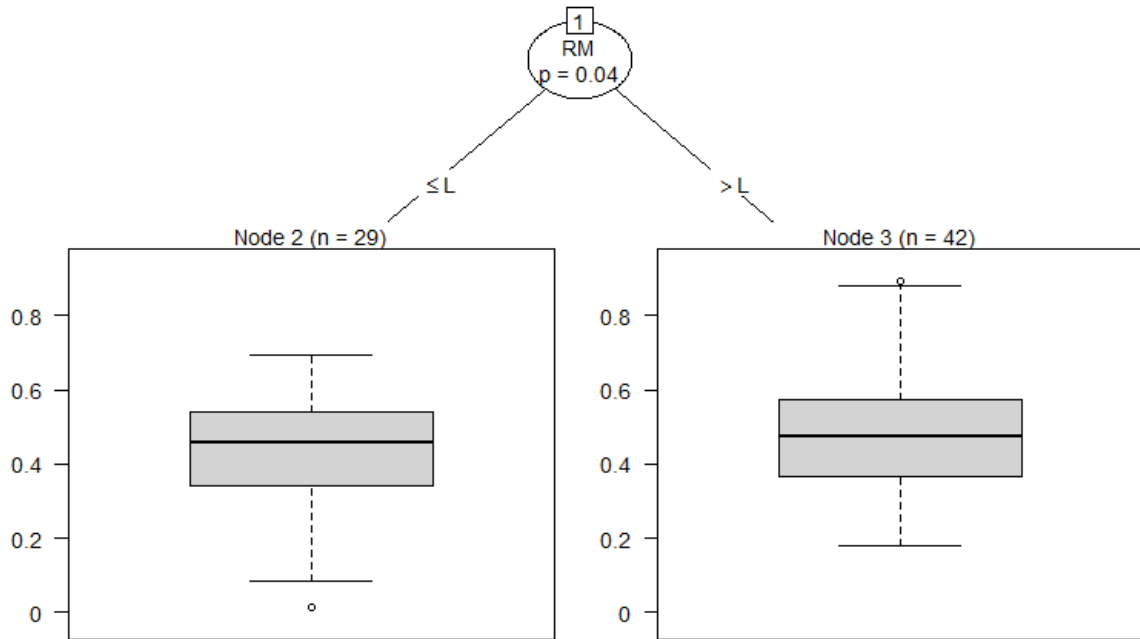 1
RM
p = 0.04
≤ L
> L
Node 2 (n = 29)
0.8
0.6
0.4
0.2
0
Node 3 (n = 42)
0.8
0.6
0.4
0.2
0